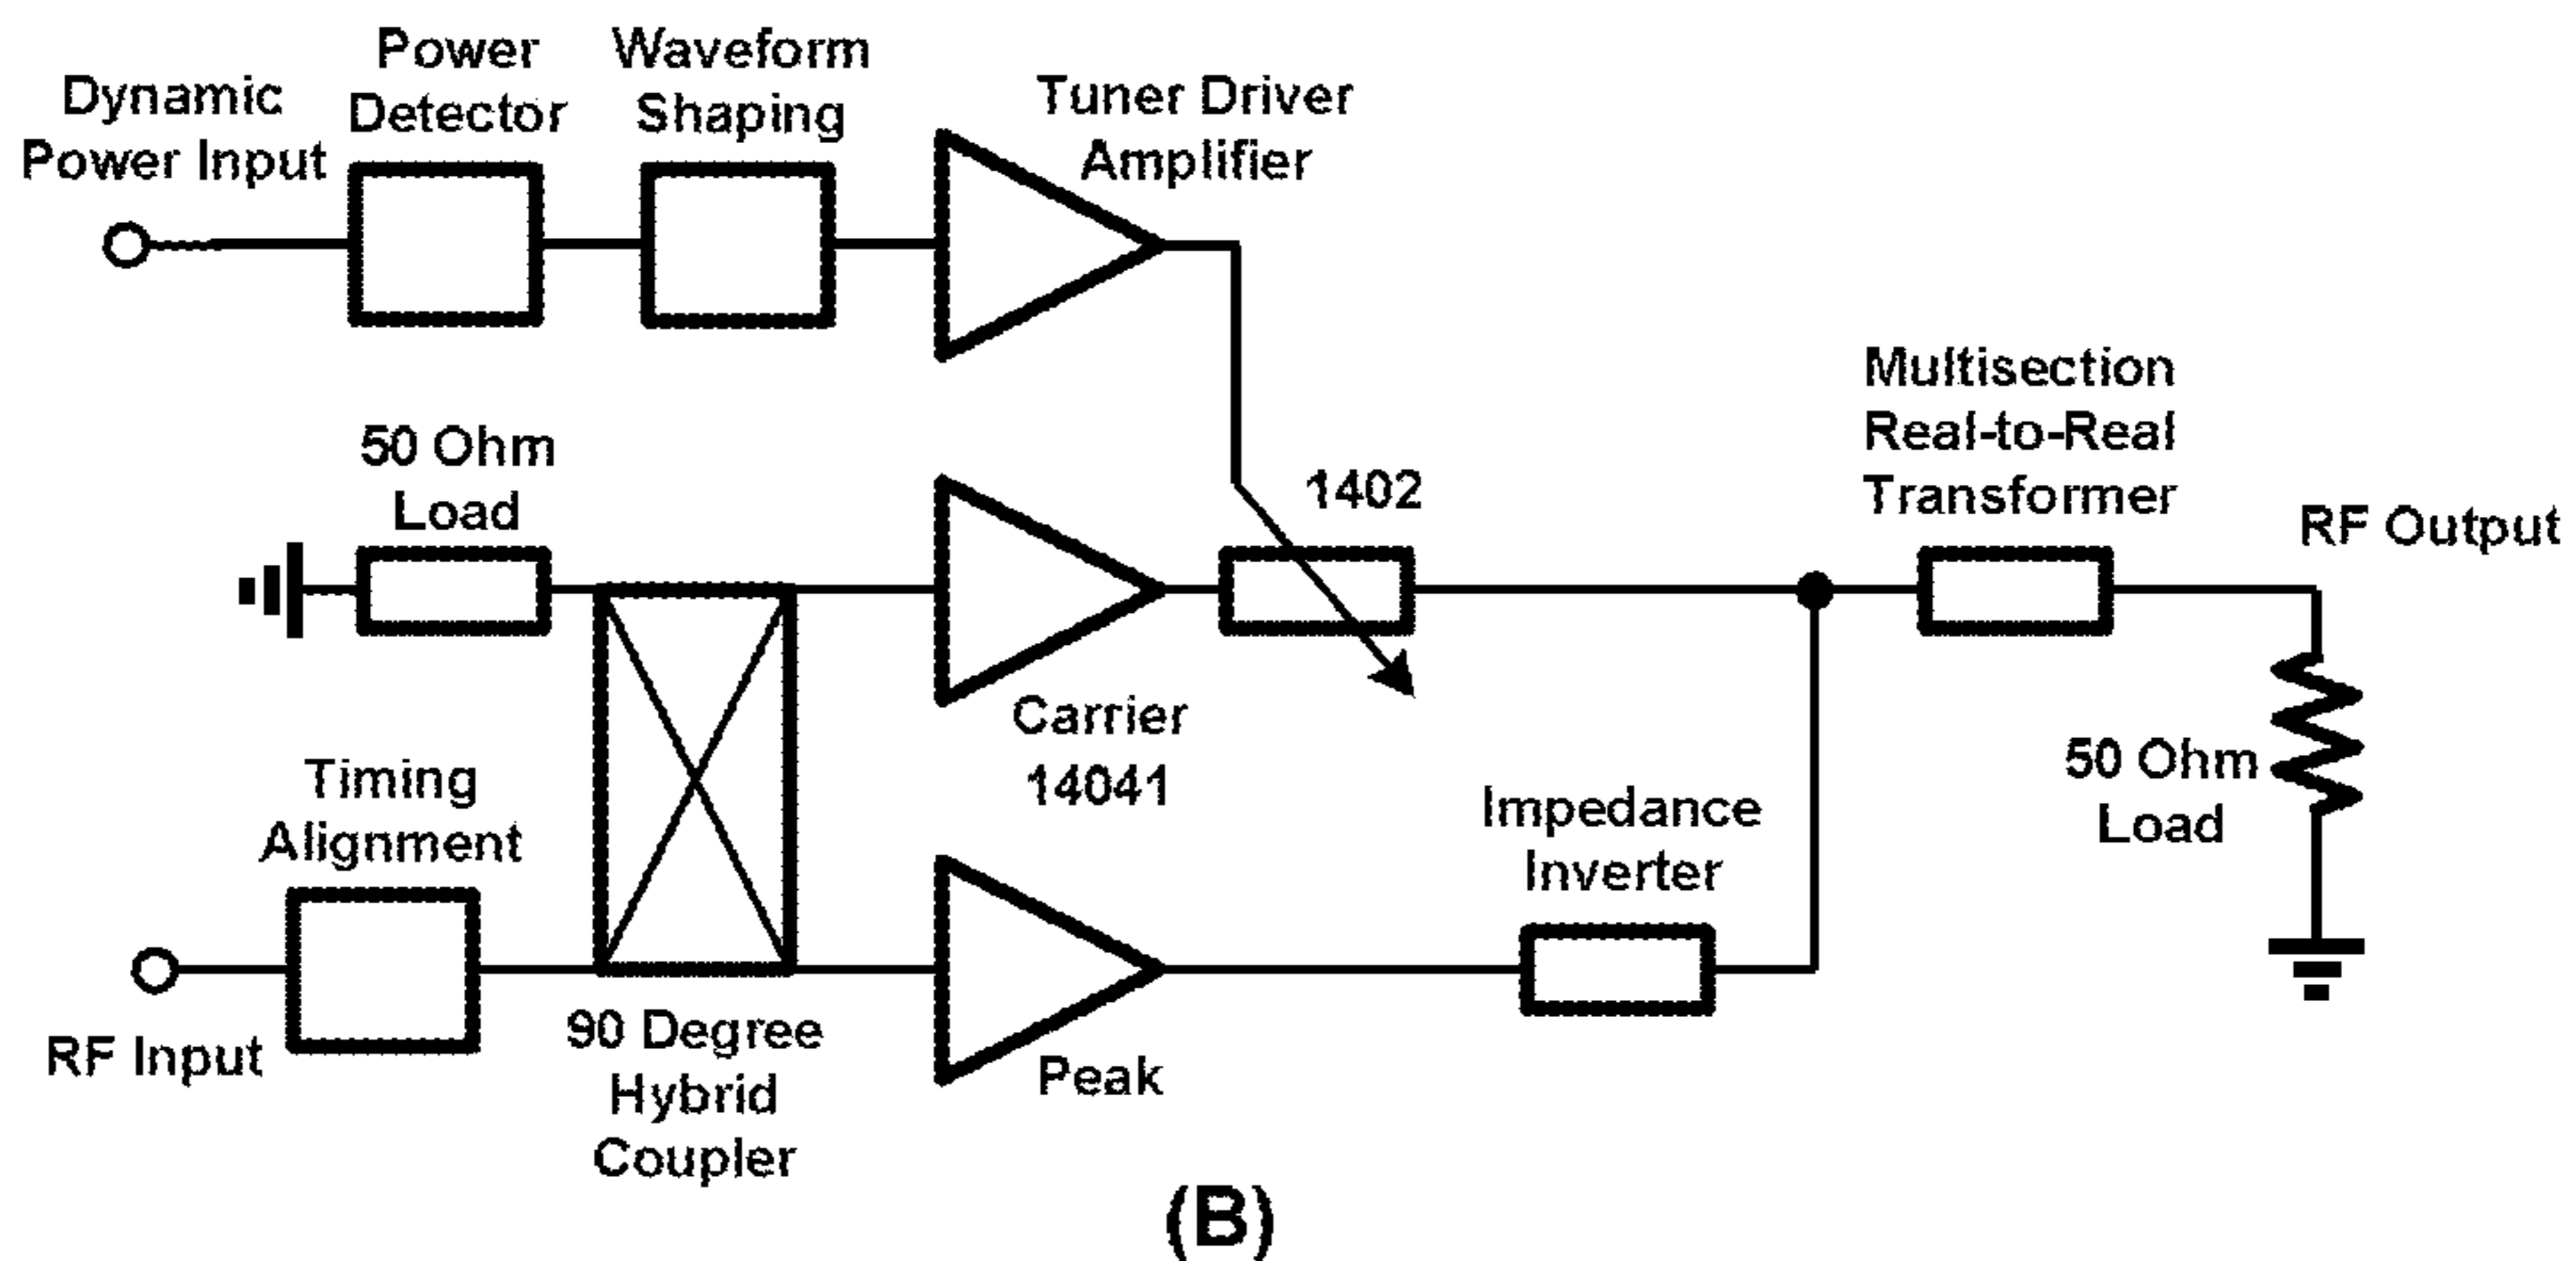 Dynamic
Power Input
Power
Detector
Waveform
Shaping
Tuner Driver
Amplifier
50 Ohm
Load
1402
Multisection
Real-to-Real
Transformer
RF Output
Carrier
14041
Timing
Alignment
Impedance
Inverter
50 Ohm
Load
RF Input
90 Degree
Hybrid
Coupler
Peak
(B)